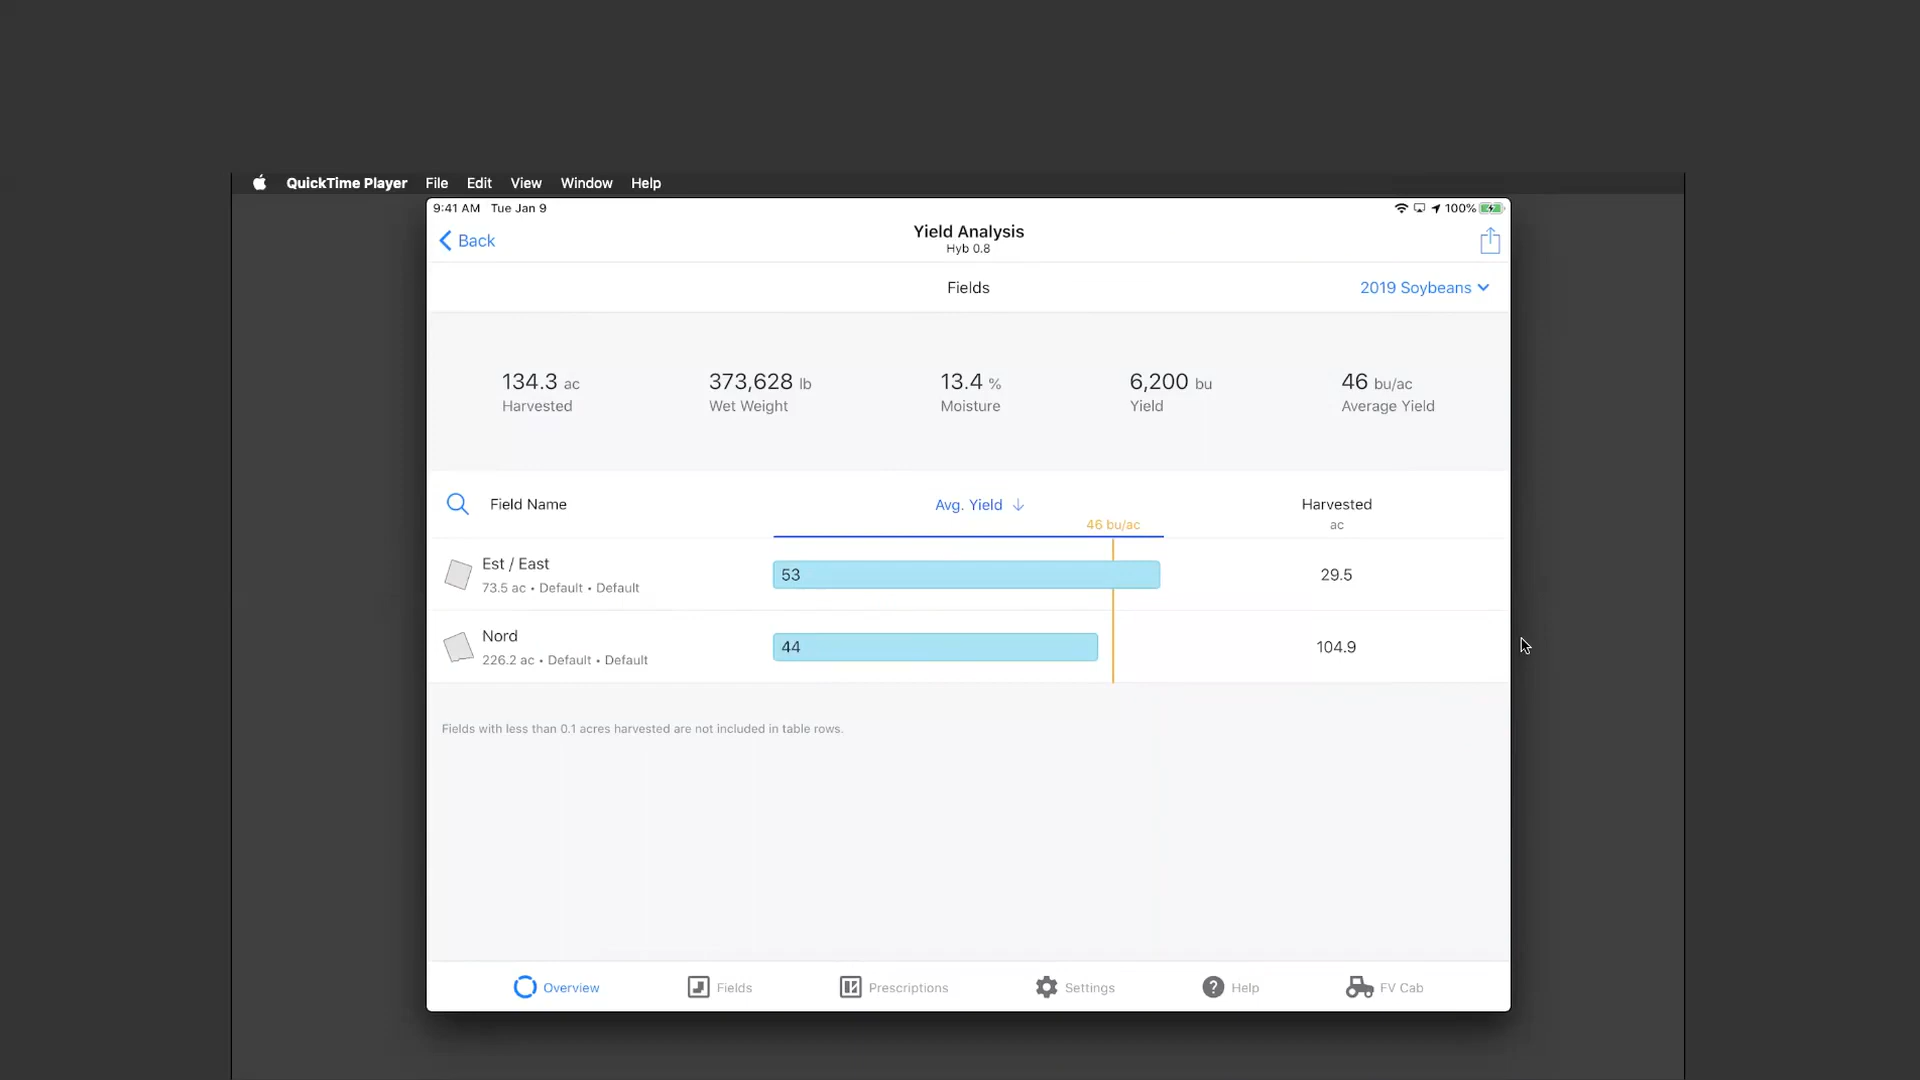 QuickTime Player File Edit View Window Help
9:41 AM Tue Jan 9 100%
Back Yield Analysis
Hyb 0.8
Fields 2019 Soybeans
134.3 ac 373,628 lb 13.4 % 6,200 bu 46 bu/ac
Harvested Wet Weight Moisture Yield Average Yield
Field Name Avg. Yield ↓ Harvested
46 bu/ac ac
Est / East
53 29.5
73.5 ac • Default • Default
Nord
44 104.9
226.2 ac • Default • Default
Fields with less than 0.1 acres harvested are not included in table rows.
Overview Fields Prescriptions Settings ? Help FV Cab